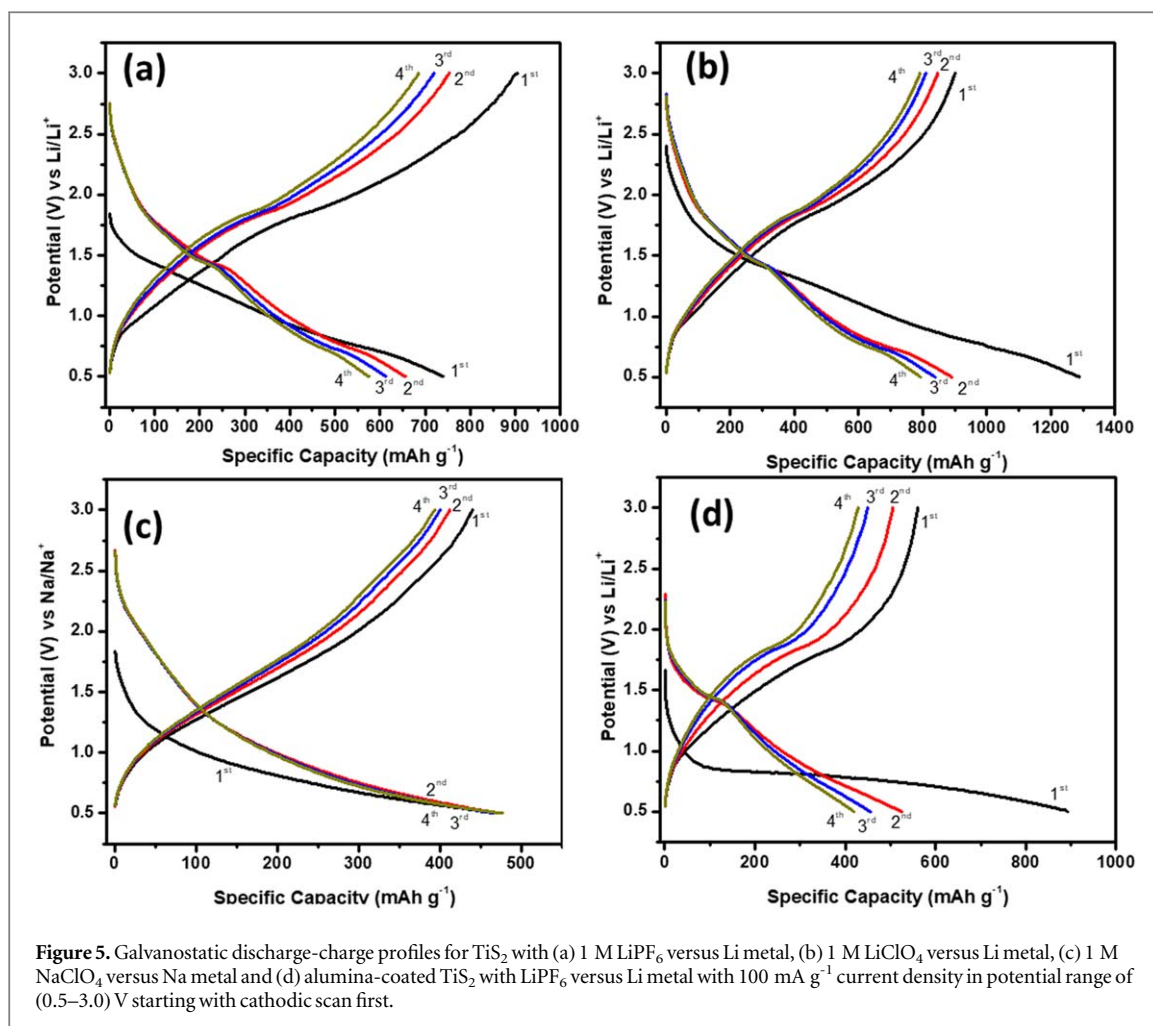 (a)
4th 3rd 2nd 1st
3.0
2.5
2.0
1.5
1.0
0.5
Potential (V) vs Li/Li+
4th 3rd 2nd 1st
0 100 200 300 400 500 600 700 800 900 1000
Specific Capacity (mAh g-1)
(b)
4th 3rd 2nd 1st
3.0
2.5
2.0
1.5
1.0
0.5
Potential (V) vs Li/Li+
4th 3rd 2nd 1st
0 200 400 600 800 1000 1200 1400
Specific Capacity (mAh g-1)
(c)
4th 3rd 2nd 1st
3.0
2.5
2.0
1.5
1.0
0.5
Potential (V) vs Na/Na+
1st 2nd
4th 3rd
0 100 200 300 400 500
Specific Capacity (mAh g-1)
(d)
4th 3rd 2nd 1st
3.0
2.5
2.0
1.5
1.0
0.5
Potential (V) vs Li/Li+
4th 3rd 2nd 1st
0 200 400 600 800 1000
Specific Capacity (mAh g-1)
Figure 5. Galvanostatic discharge-charge profiles for TiS2 with (a) 1 M LiPF6 versus Li metal, (b) 1 M LiClO4 versus Li metal, (c) 1 M
NaClO4 versus Na metal and (d) alumina-coated TiS2 with LiPF6 versus Li metal with 100 mA g-1 current density in potential range of
(0.5–3.0) V starting with cathodic scan first.